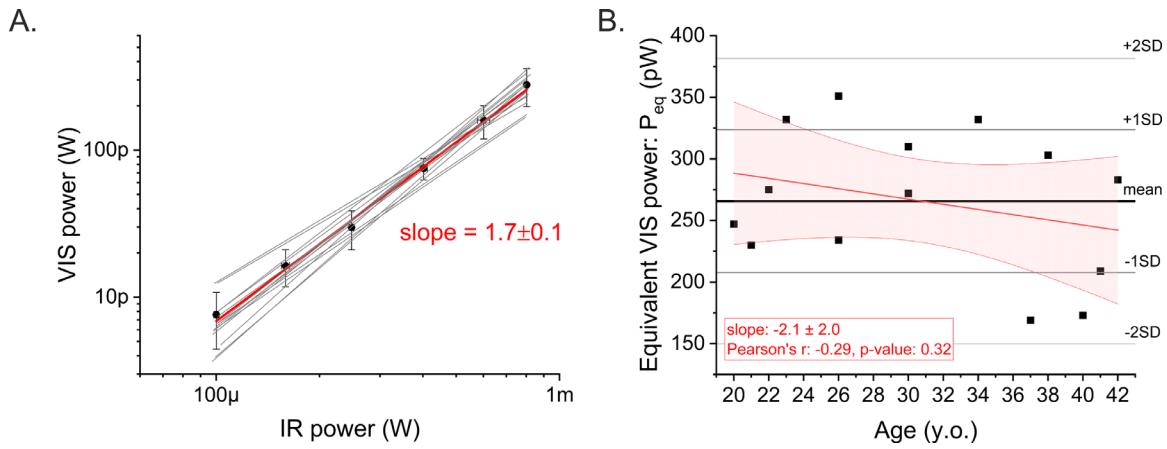 A.
VIS power (W)
100p
10p
slope = 1.7±0.1
100µ
1m
IR power (W)
B.
Equivalent VIS power: Peq (pW)
400
350
300
250
200
150
+2SD
+1SD
mean
-1SD
-2SD
slope: -2.1 ± 2.0
Pearson's r: -0.29, p-value: 0.32
20 22 24 26 28 30 32 34 36 38 40 42
Age (y.o.)